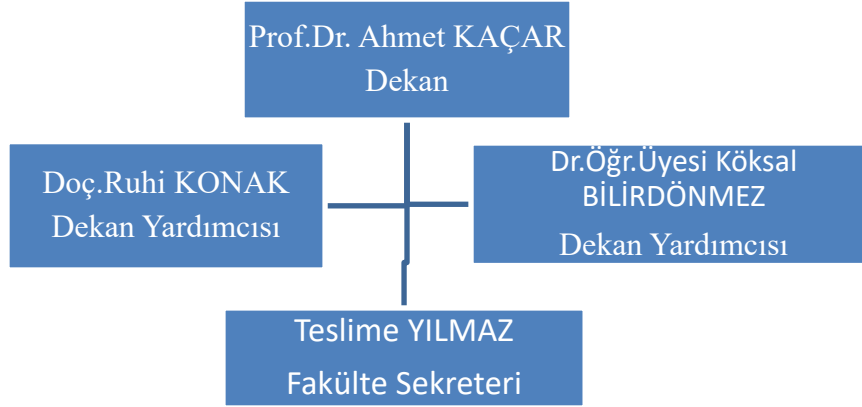 Prof.Dr. Ahmet KAÇAR
Dekan
Doç.Ruhi KONAK
Dekan Yardımcısı
Dr.Öğr.Üyesi Köksal
BİLİRDÖNMEZ
Dekan Yardımcısı
Teslime YILMAZ
Fakülte Sekreteri